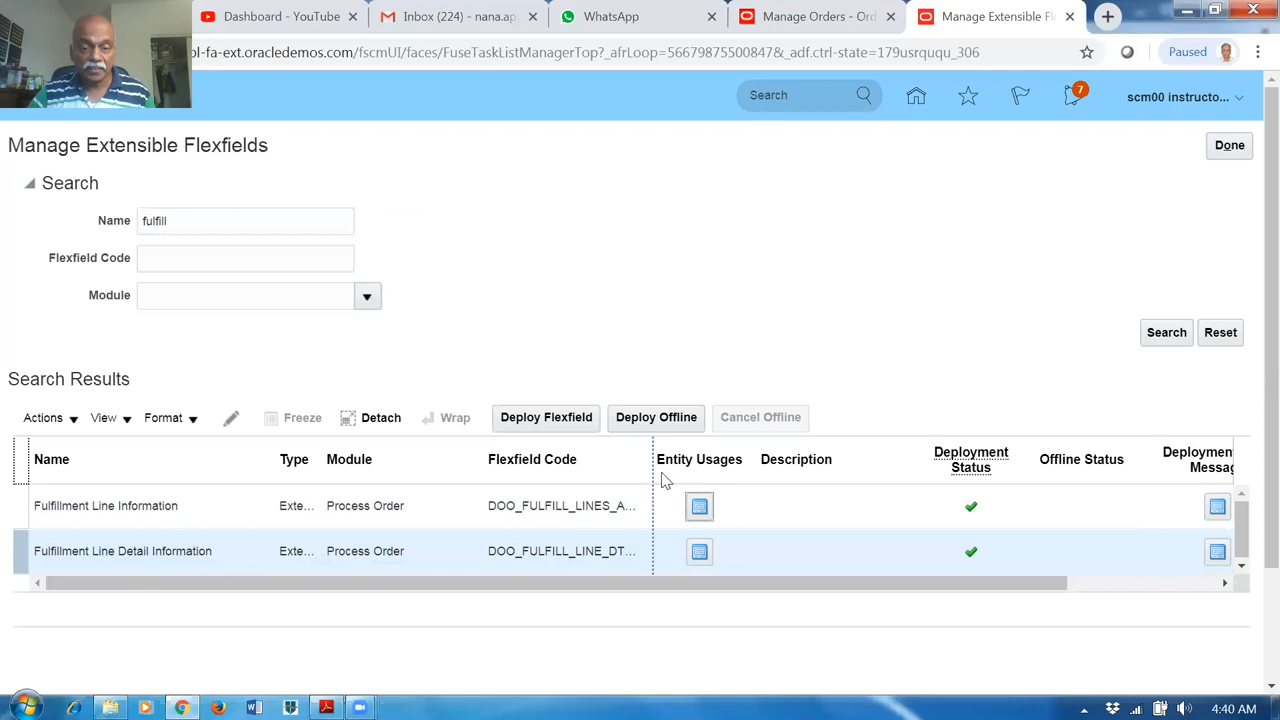 Dashboard - YouTube
Inbox (224) - nana.ap
WhatsApp
Manage Orders - Ord
Manage Extensible Fl
ol-fa-ext.oracledemos.com/fscmUI/faces/FuseTaskListManagerTop?_afrLoop=56679875500847&_adf.ctrl-state=179usrququ_306
Paused
Search
7
scm00 instructo...
Manage Extensible Flexfields
Done
Search
Name fulfill
Flexfield Code
Module
Search Reset
Search Results
Actions View Format Freeze Detach Wrap Deploy Flexfield Deploy Offline Cancel Offline
Name Type Module Flexfield Code Entity Usages Description Deployment Status Offline Status Deployment Messag
Fulfillment Line Information Exte... Process Order DOO_FULFILL_LINES_A...
Fulfillment Line Detail Information Exte... Process Order DOO_FULFILL_LINE_DT...
4:40 AM